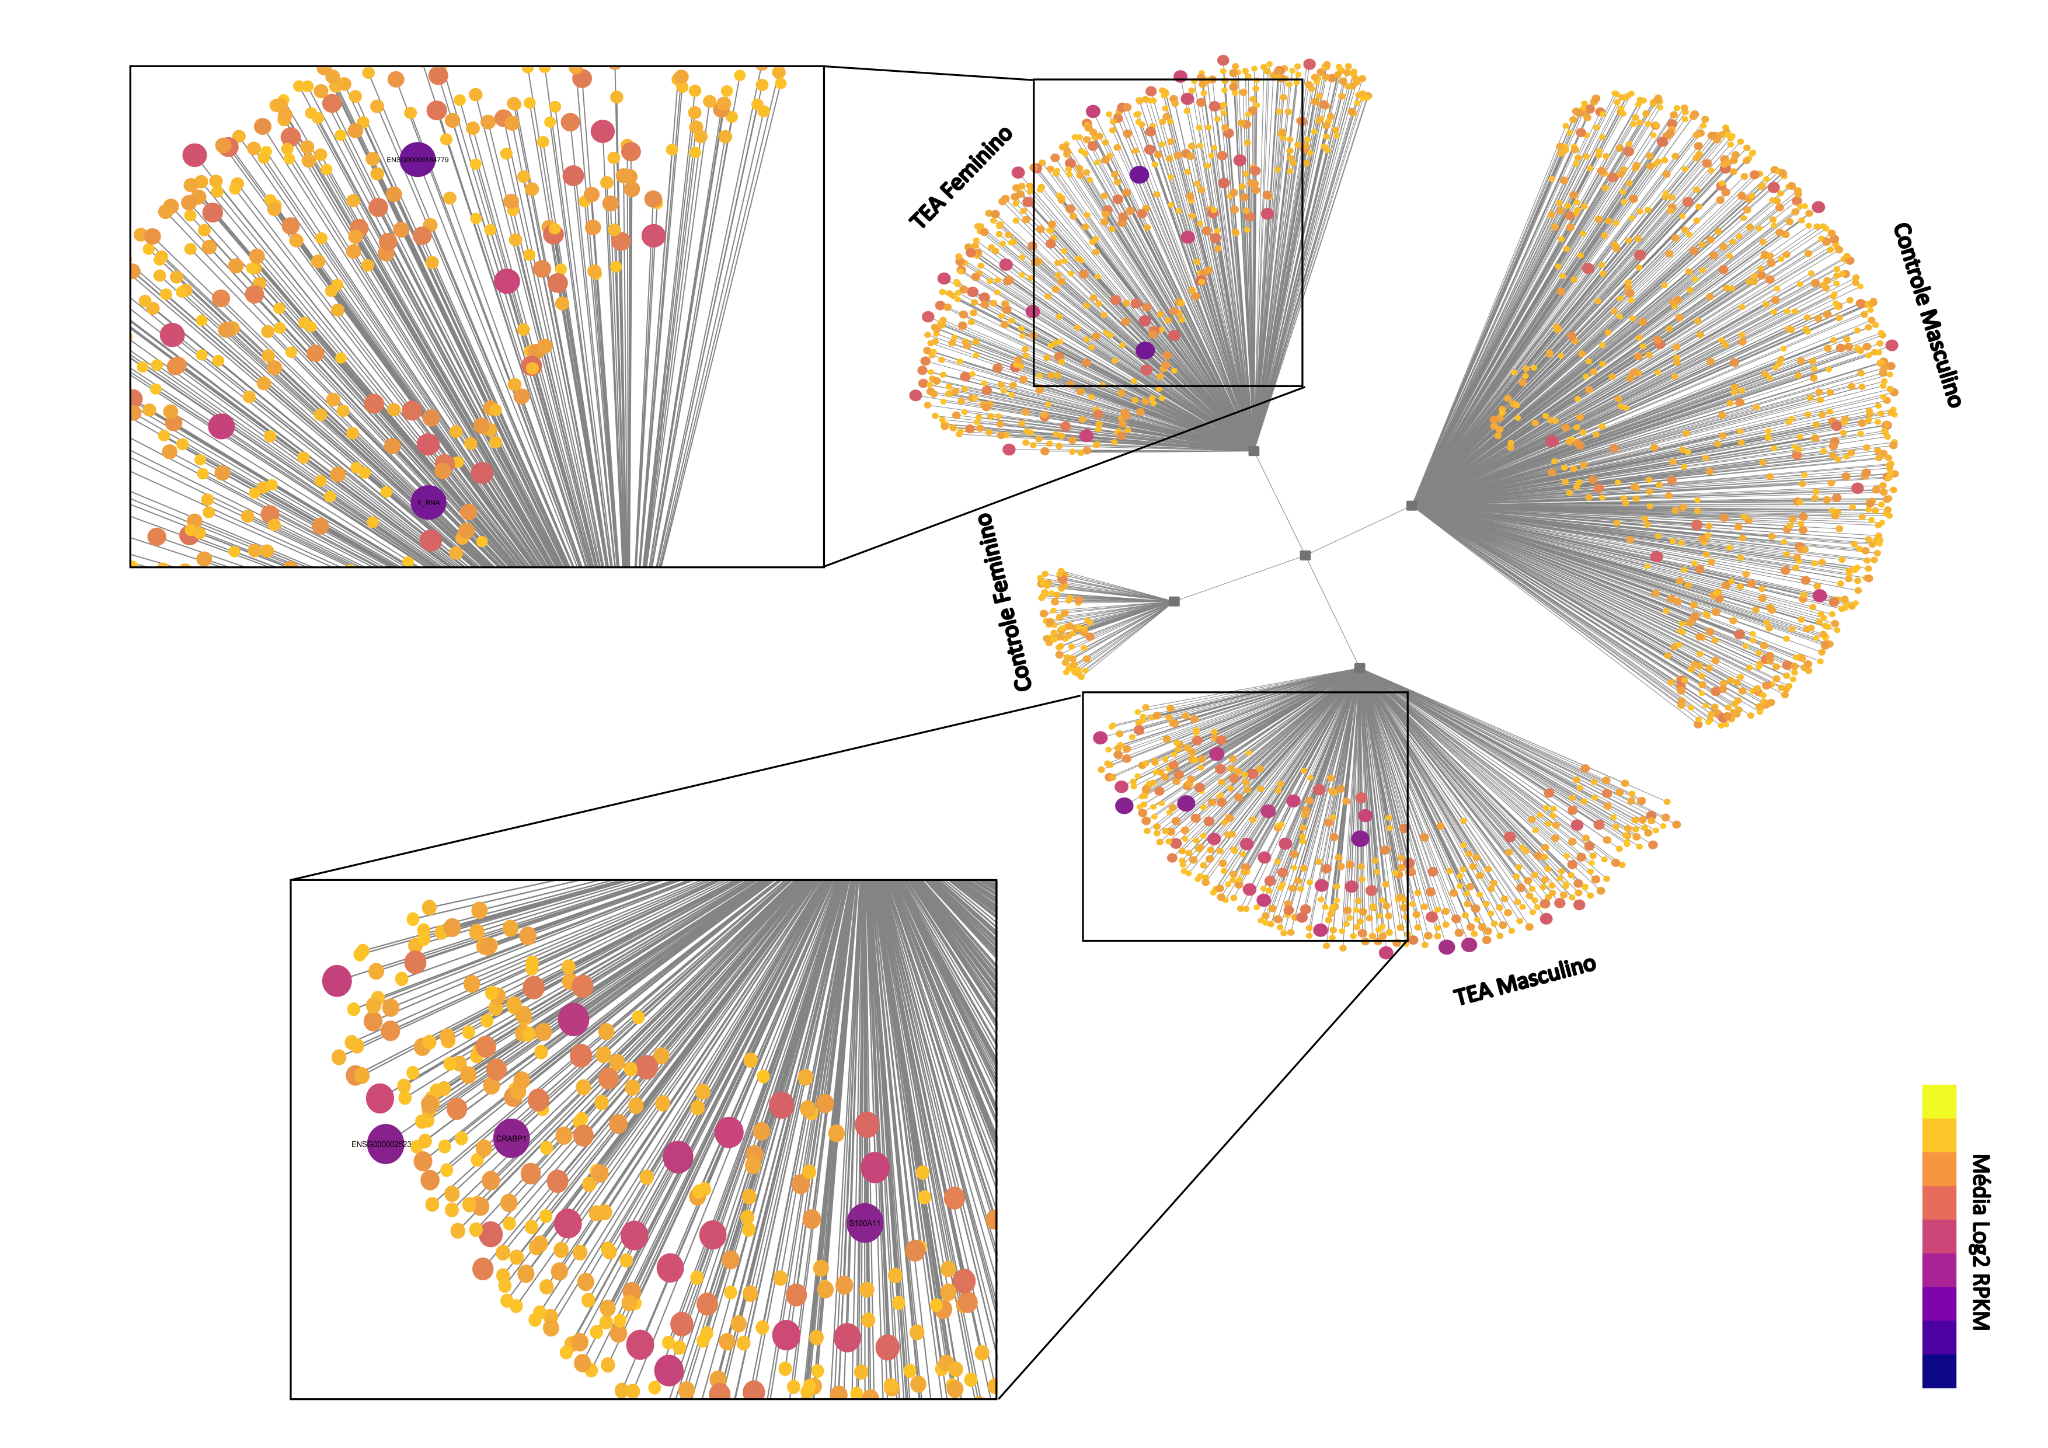 TEA Feminino
Controle Masculino
Y_RNA
Controle Feminino
TEA Masculino
CRABP1
S100A11
Média Log2 RPKM